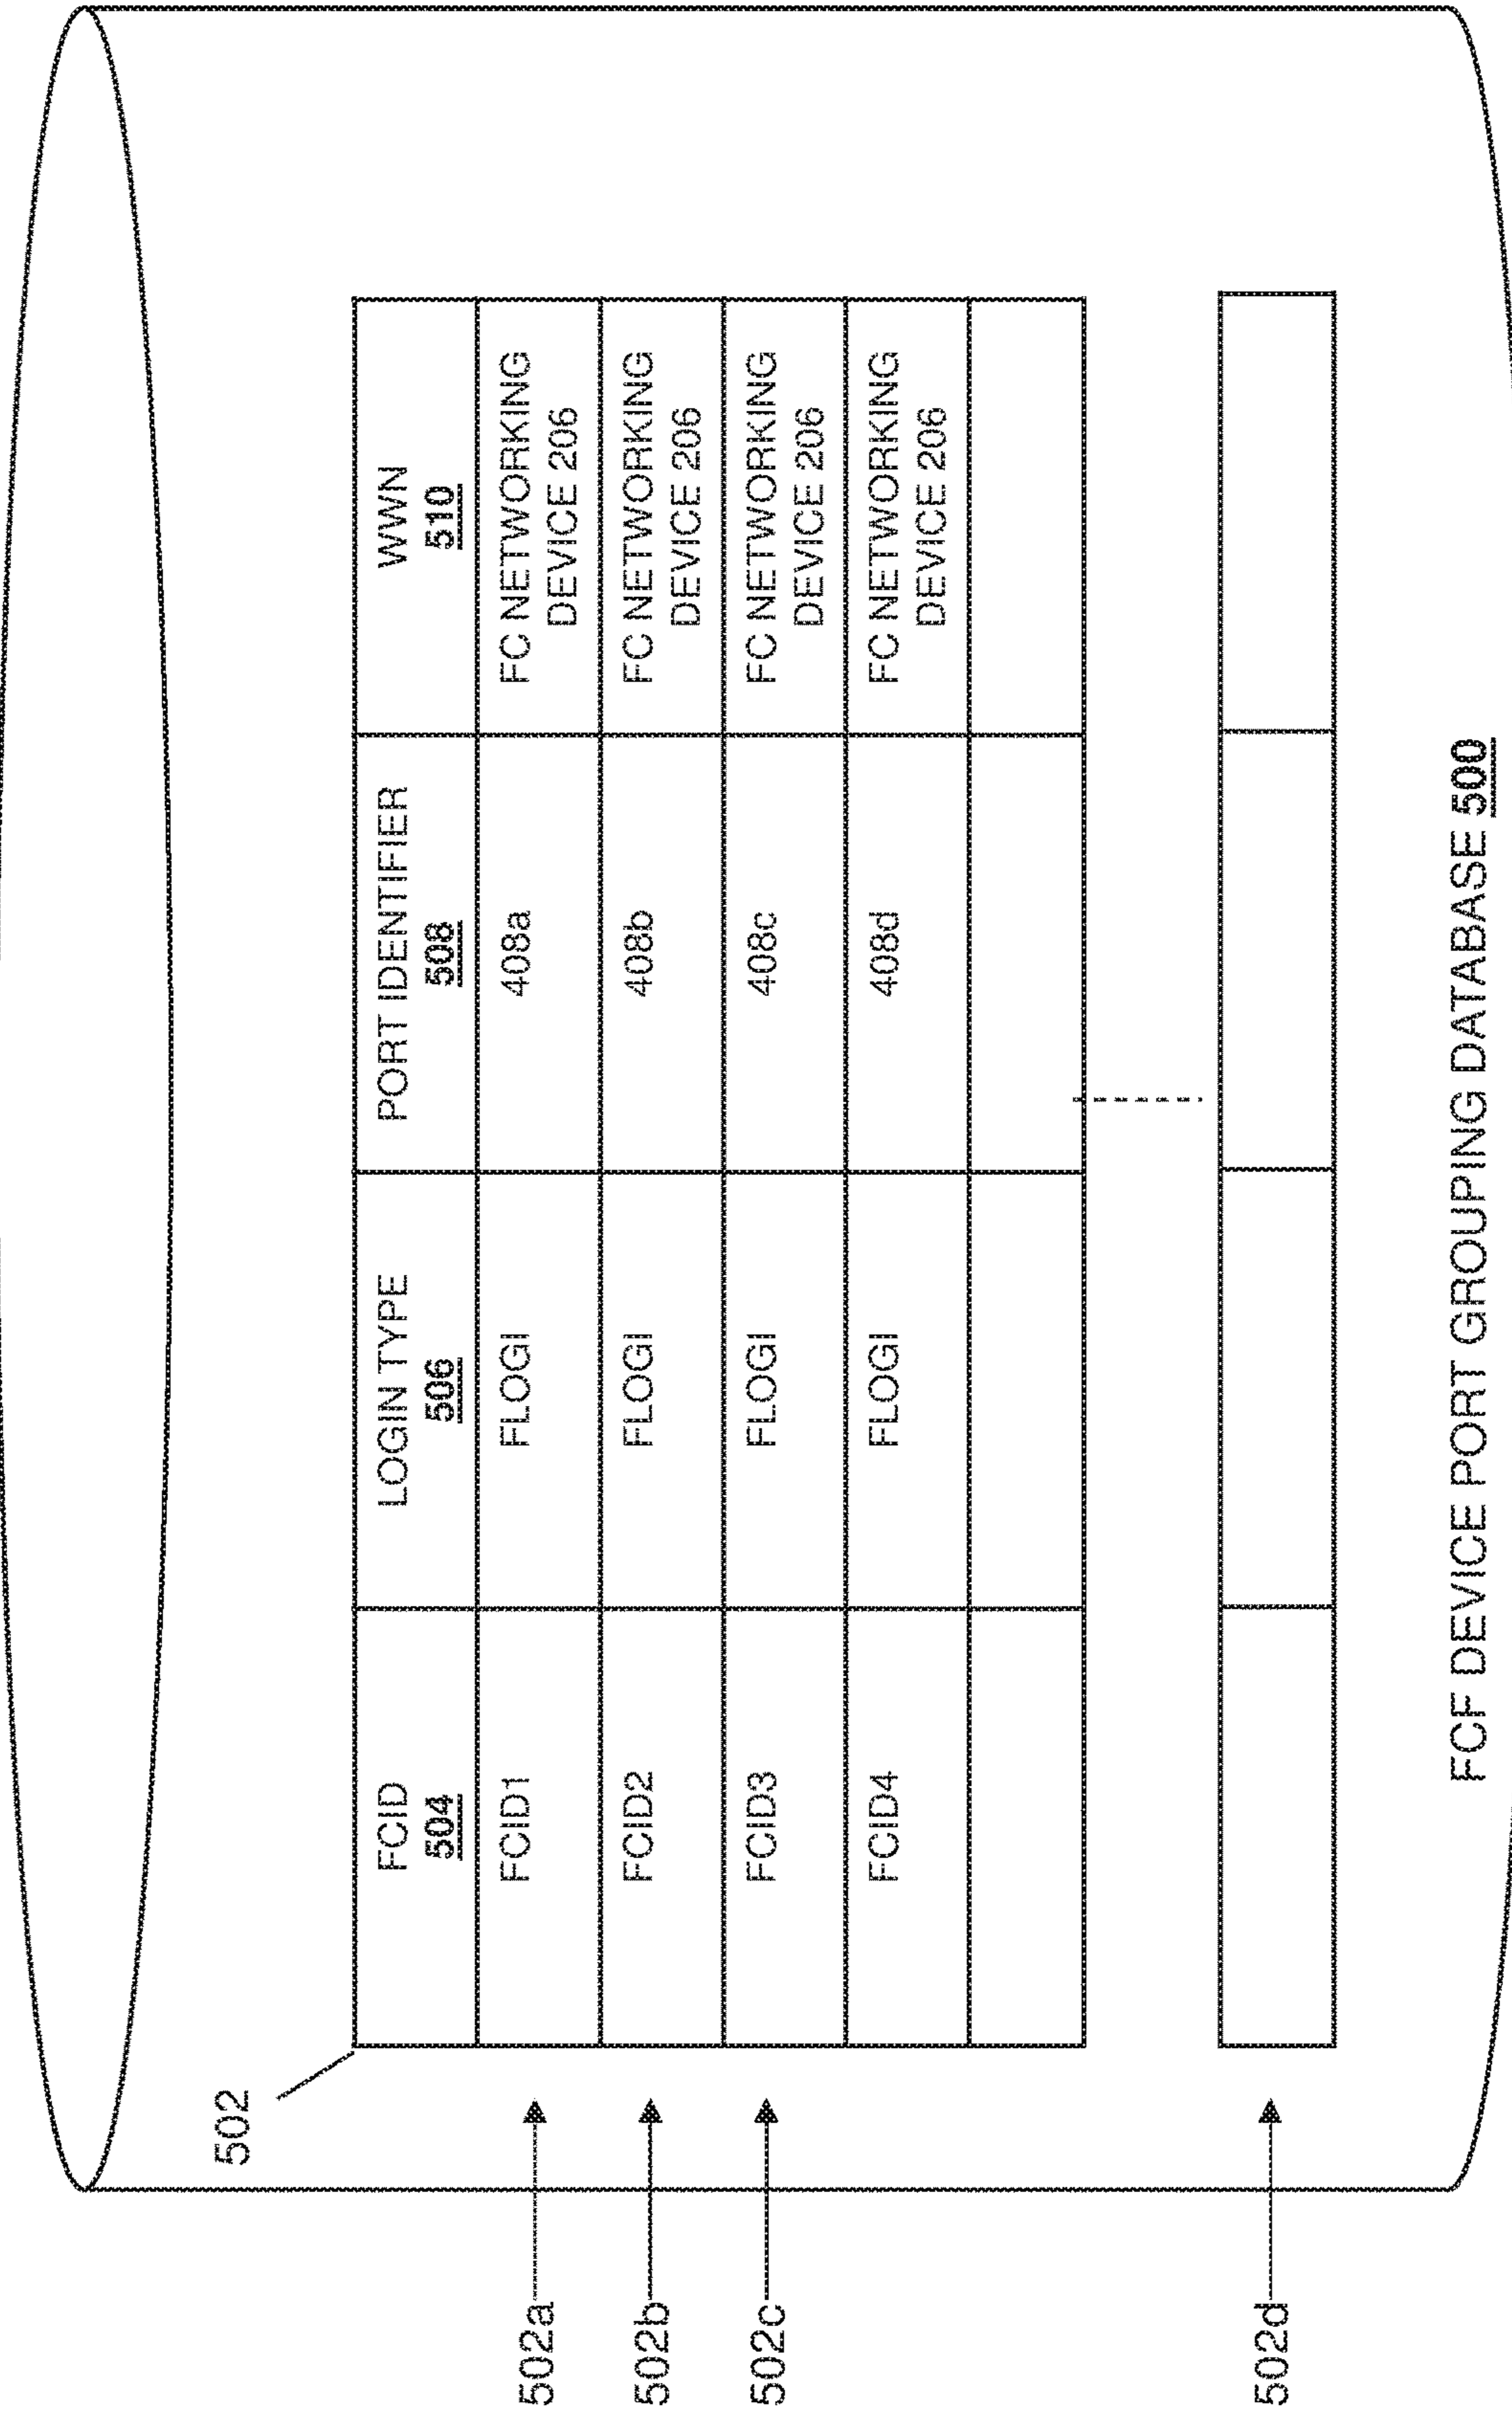 502
FCID
504
LOGIN TYPE
506
PORT IDENTIFIER
508
WWN
510
502a
FCID1
FLOGI
408a
FC NETWORKING
DEVICE 206
502b
FCID2
FLOGI
408b
FC NETWORKING
DEVICE 206
502c
FCID3
FLOGI
408c
FC NETWORKING
DEVICE 206
FCID4
FLOGI
408d
FC NETWORKING
DEVICE 206
502d
FCF DEVICE PORT GROUPING DATABASE 500